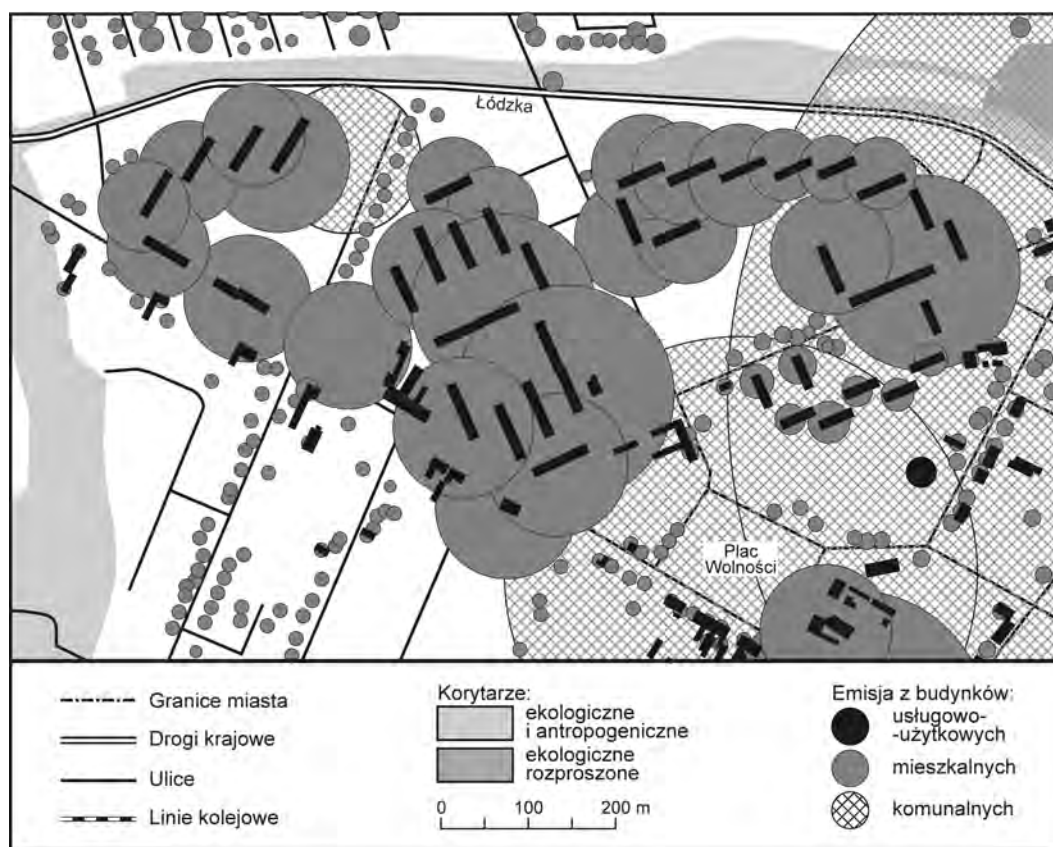 Łódzka
Plac
Wolności
Granice miasta
Drogi krajowe
Ulice
Linie kolejowe
Korytarze:
ekologiczne
i antropogeniczne
ekologiczne
rozproszone
0 100 200 m
Emisja z budynków:
usługowo-
-użytkowych
mieszkalnych
komunalnych